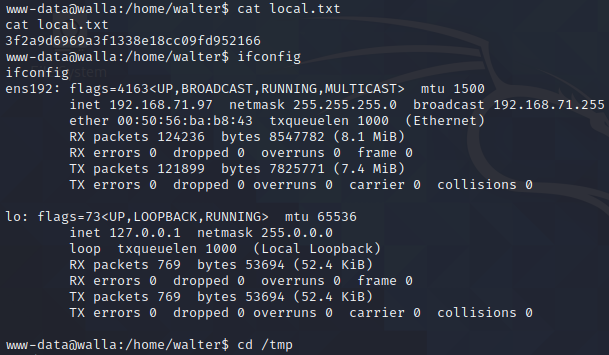 www-data@walla:/home/walter$ cat local.txt
cat local.txt
3f2a9d6969a3f1338e18cc09fd952166
www-data@walla:/home/walter$ ifconfig
ifconfig
ens192: flags=4163<UP,BROADCAST,RUNNING,MULTICAST>  mtu 1500
        inet 192.168.71.97  netmask 255.255.255.0  broadcast 192.168.71.255
        ether 00:50:56:ba:b8:43  txqueuelen 1000  (Ethernet)
        RX packets 124236  bytes 8547782 (8.1 MiB)
        RX errors 0  dropped 0  overruns 0  frame 0
        TX packets 121899  bytes 7825771 (7.4 MiB)
        TX errors 0  dropped 0 overruns 0  carrier 0  collisions 0

lo: flags=73<UP,LOOPBACK,RUNNING>  mtu 65536
        inet 127.0.0.1  netmask 255.0.0.0
        loop  txqueuelen 1000  (Local Loopback)
        RX packets 769  bytes 53694 (52.4 KiB)
        RX errors 0  dropped 0  overruns 0  frame 0
        TX packets 769  bytes 53694 (52.4 KiB)
        TX errors 0  dropped 0 overruns 0  carrier 0  collisions 0

www-data@walla:/home/walter$ cd /tmp